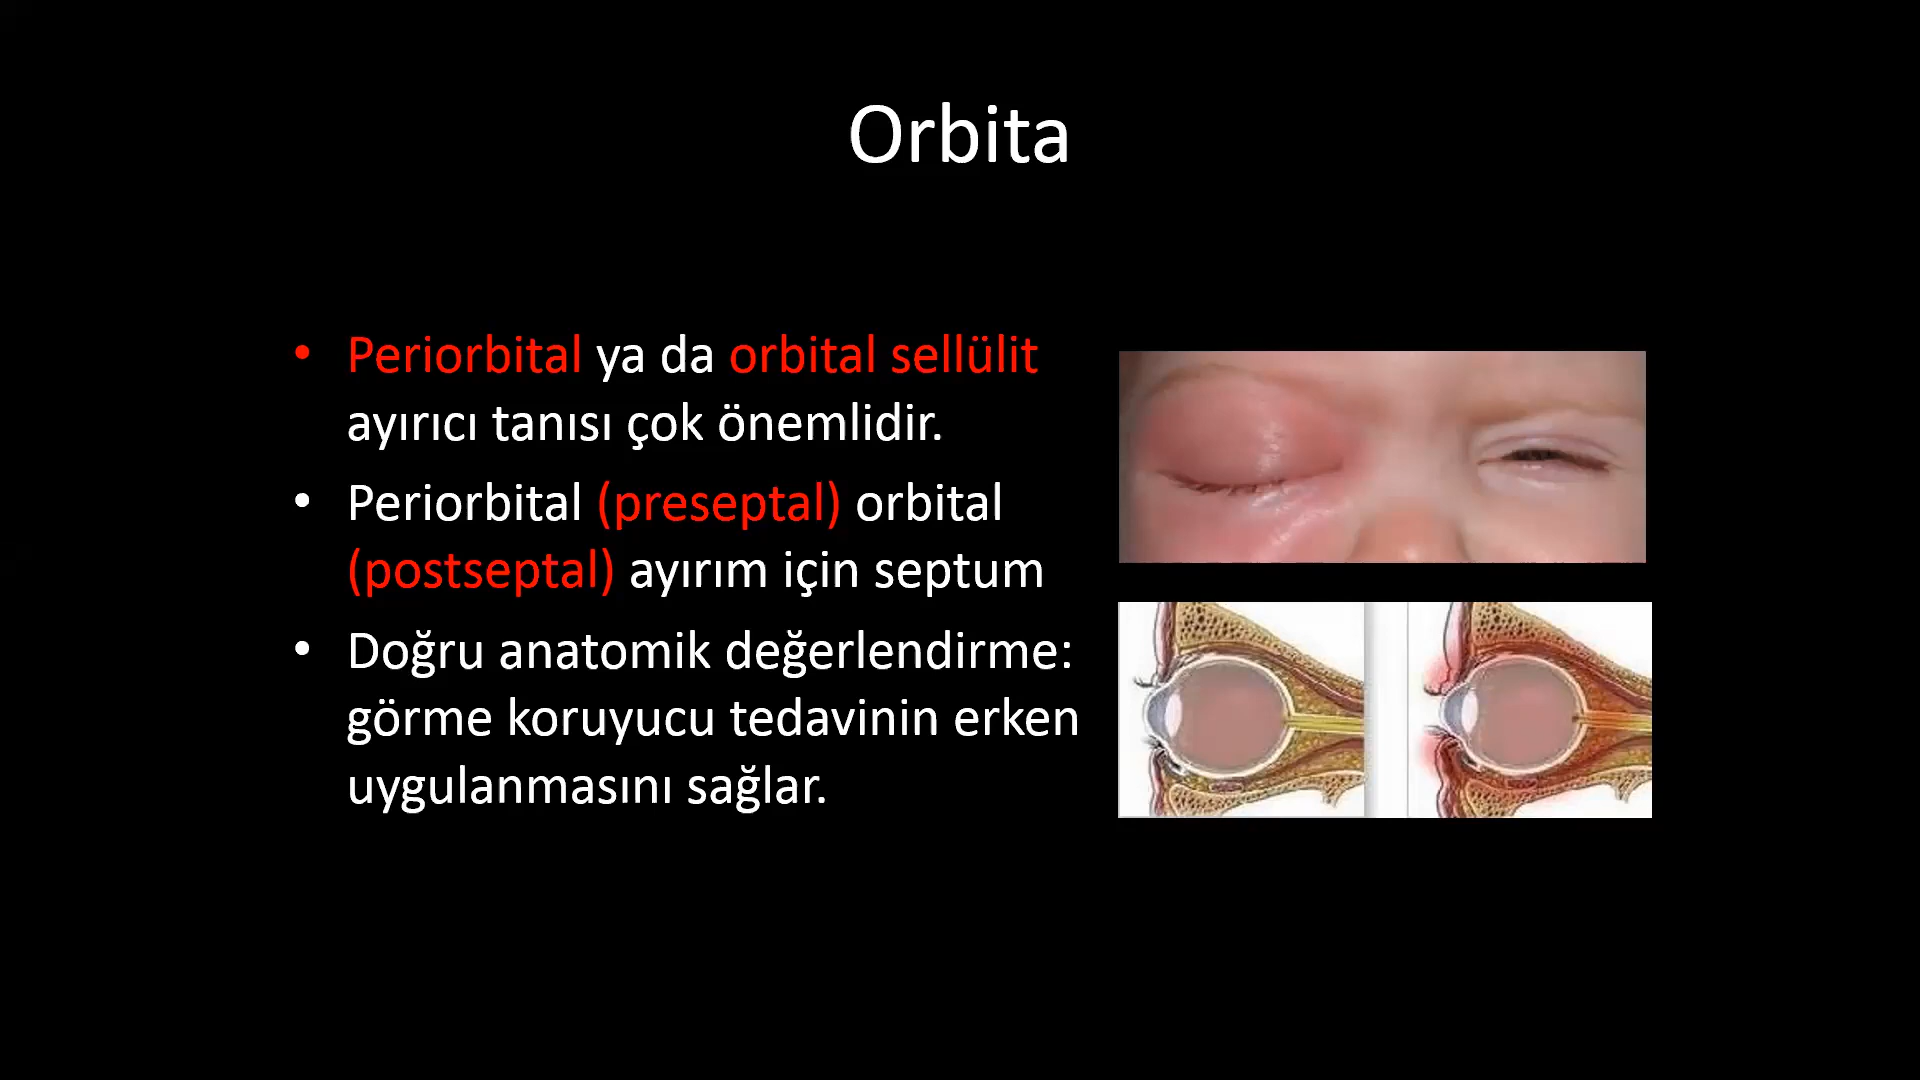 Orbita
• Periorbital ya da orbital sellülit
ayırıcı tanısı çok önemlidir.
• Periorbital (preseptal) orbital
(postseptal) ayırım için septum
• Doğru anatomik değerlendirme:
görme koruyucu tedavinin erken
uygulanmasını sağlar.